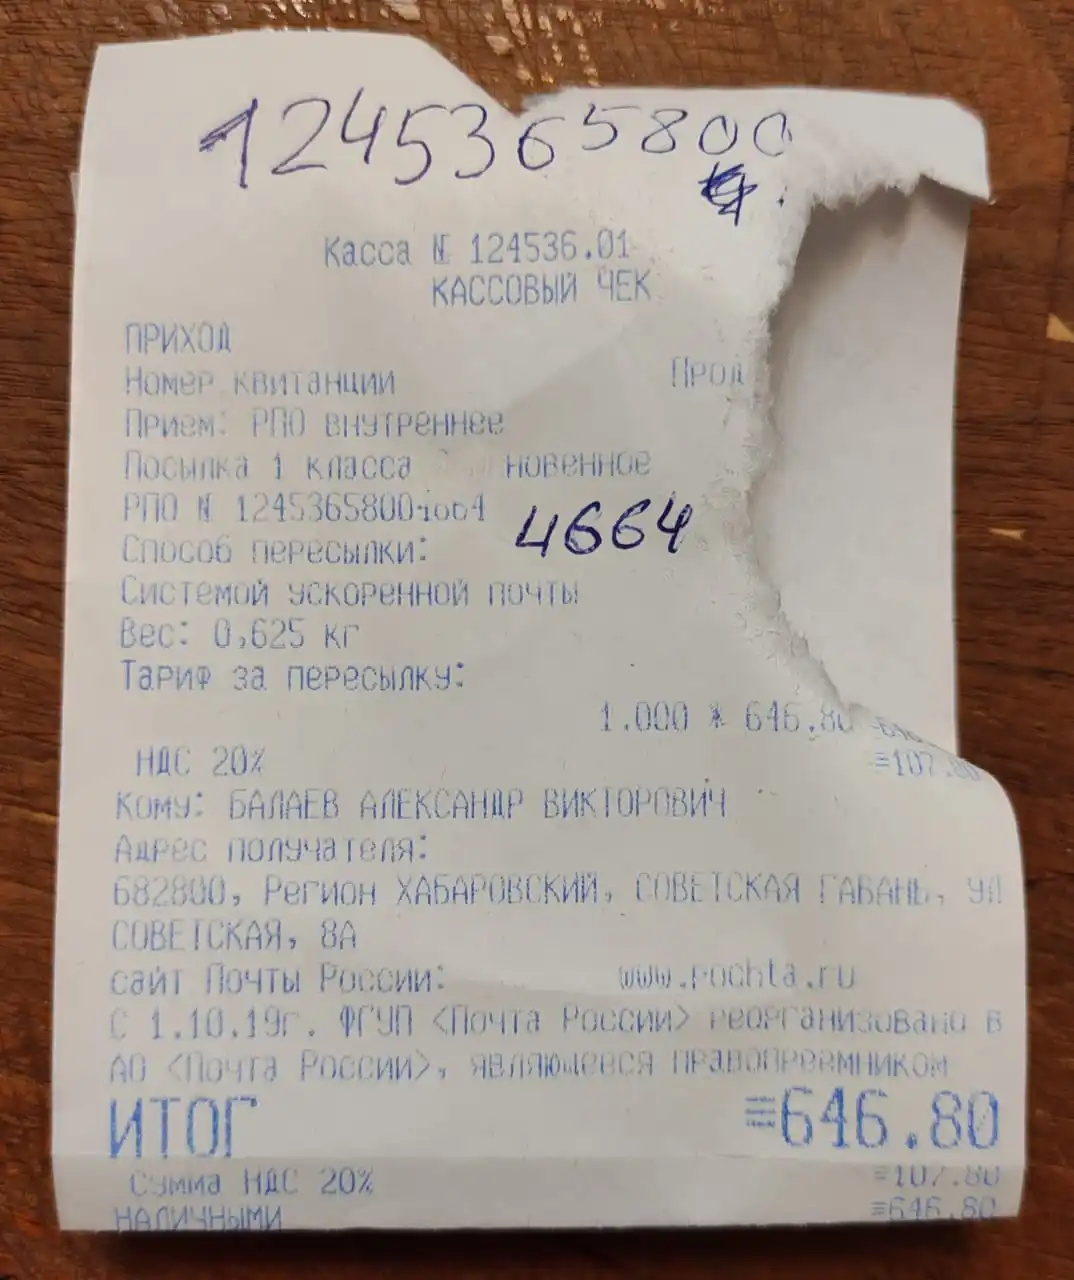 1245365800
Касса № 124536.01
КАССОВЫЙ ЧЕК
ПРИХОД
Номер квитанции Прод
Прием: РПО внутреннее
Посылка 1 класса новенное
РПО № 12453658004664 4664
Способ пересылки:
Системой ускоренной почты
Вес: 0,625 кг
Тариф за пересылку:
1.000 * 646.80
НДС 20% =107.80
Кому: БАЛАЕВ АЛЕКСАНДР ВИКТОРОВИЧ
Адрес получателя:
682800, Регион ХАБАРОВСКИЙ, СОВЕТСКАЯ ГАВАНЬ, УЛ
СОВЕТСКАЯ, 8А
сайт Почты России: www.pochta.ru
С 1.10.19г. ФГУП <Почта России> реорганизовано в
АО <Почта России>, являющееся правопреемником
ИТОГ ≡646.80
Сумма НДС 20% =107.80
НАЛИЧНЫМИ ≡646.80